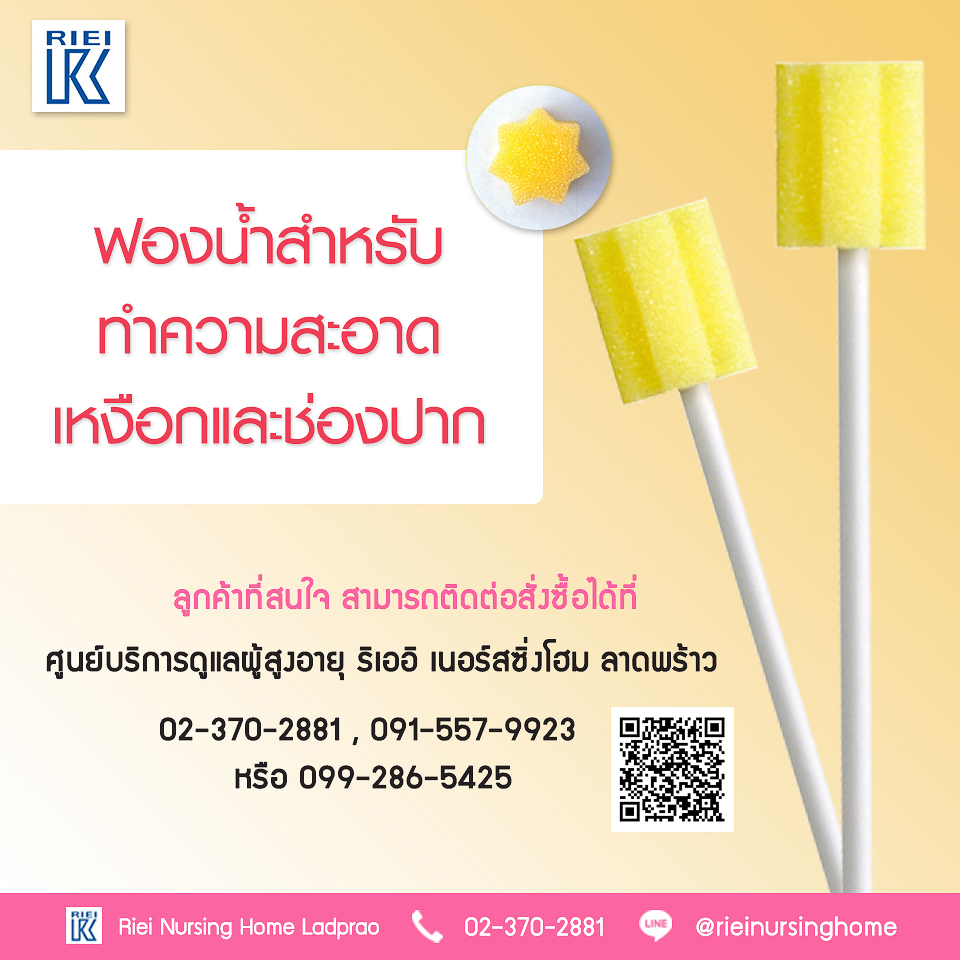 RIEI
ฟองน้ำสำหรับ
ทำความสะอาด
เหงือกและช่องปาก
ลูกค้าที่สนใจ สามารถติดต่อสั่งซื้อได้ที่
ศูนย์บริการดูแลผู้สูงอายุ ริเออิ เนอร์สซิ่งโฮม ลาดพร้าว
02-370-2881 , 091-557-9923
หรือ 099-286-5425
RIEI Riei Nursing Home Ladprao 02-370-2881 LINE @rieinursinghome